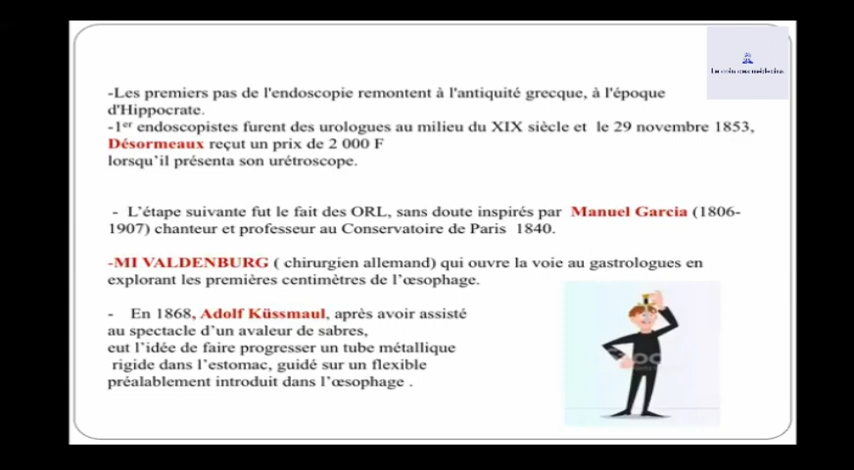 Le coin des médecins
-Les premiers pas de l'endoscopie remontent à l'antiquité grecque, à l'époque
d'Hippocrate.
-1er endoscopistes furent des urologues au milieu du XIX siècle et le 29 novembre 1853,
Désormeaux reçut un prix de 2 000 F
lorsqu'il présenta son urétroscope.
- L'étape suivante fut le fait des ORL, sans doute inspirés par Manuel Garcia (1806-
1907) chanteur et professeur au Conservatoire de Paris 1840.
-MI VALDENBURG ( chirurgien allemand) qui ouvre la voie au gastrologues en
explorant les premières centimètres de l'œsophage.
- En 1868, Adolf Küssmaul, après avoir assisté
au spectacle d'un avaleur de sabres,
eut l'idée de faire progresser un tube métallique
rigide dans l'estomac, guidé sur un flexible
préalablement introduit dans l'œsophage .